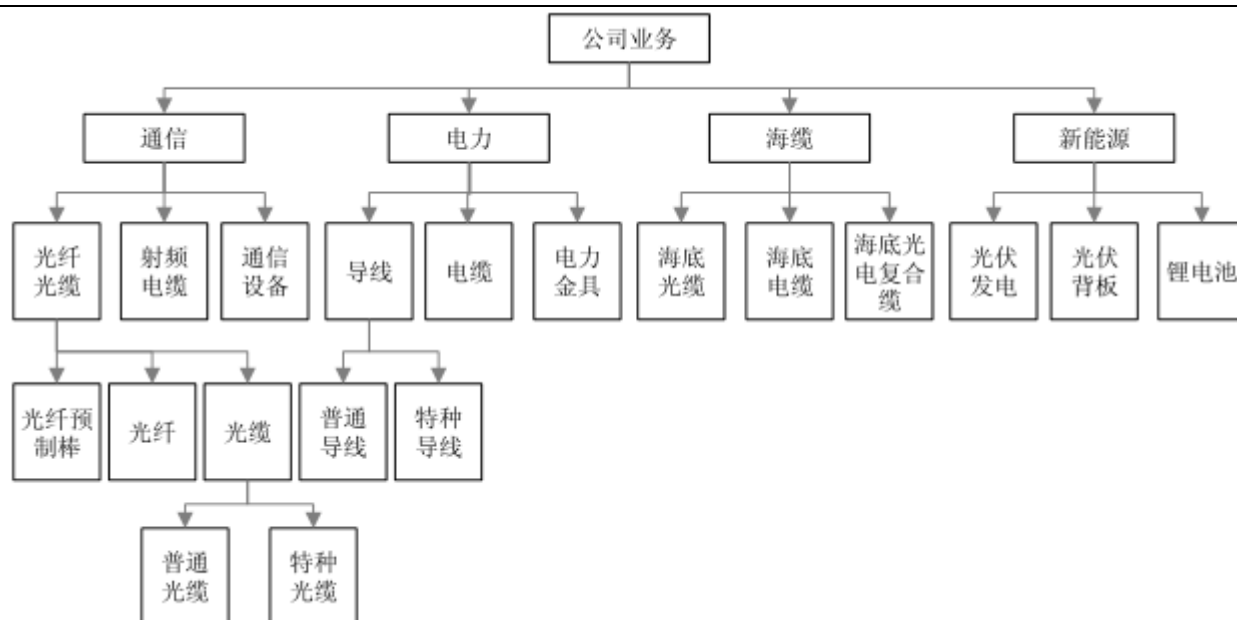 公司业务
通信
电力
海缆
新能源
光纤
光缆
射频
电缆
通信
设备
导线
电缆
电力
金具
海底
光缆
海底
电缆
海底光
电复合
缆
光伏
发电
光伏
背板
锂电池
光纤预
制棒
光纤
光缆
普通
导线
特种
导线
普通
光缆
特种
光缆